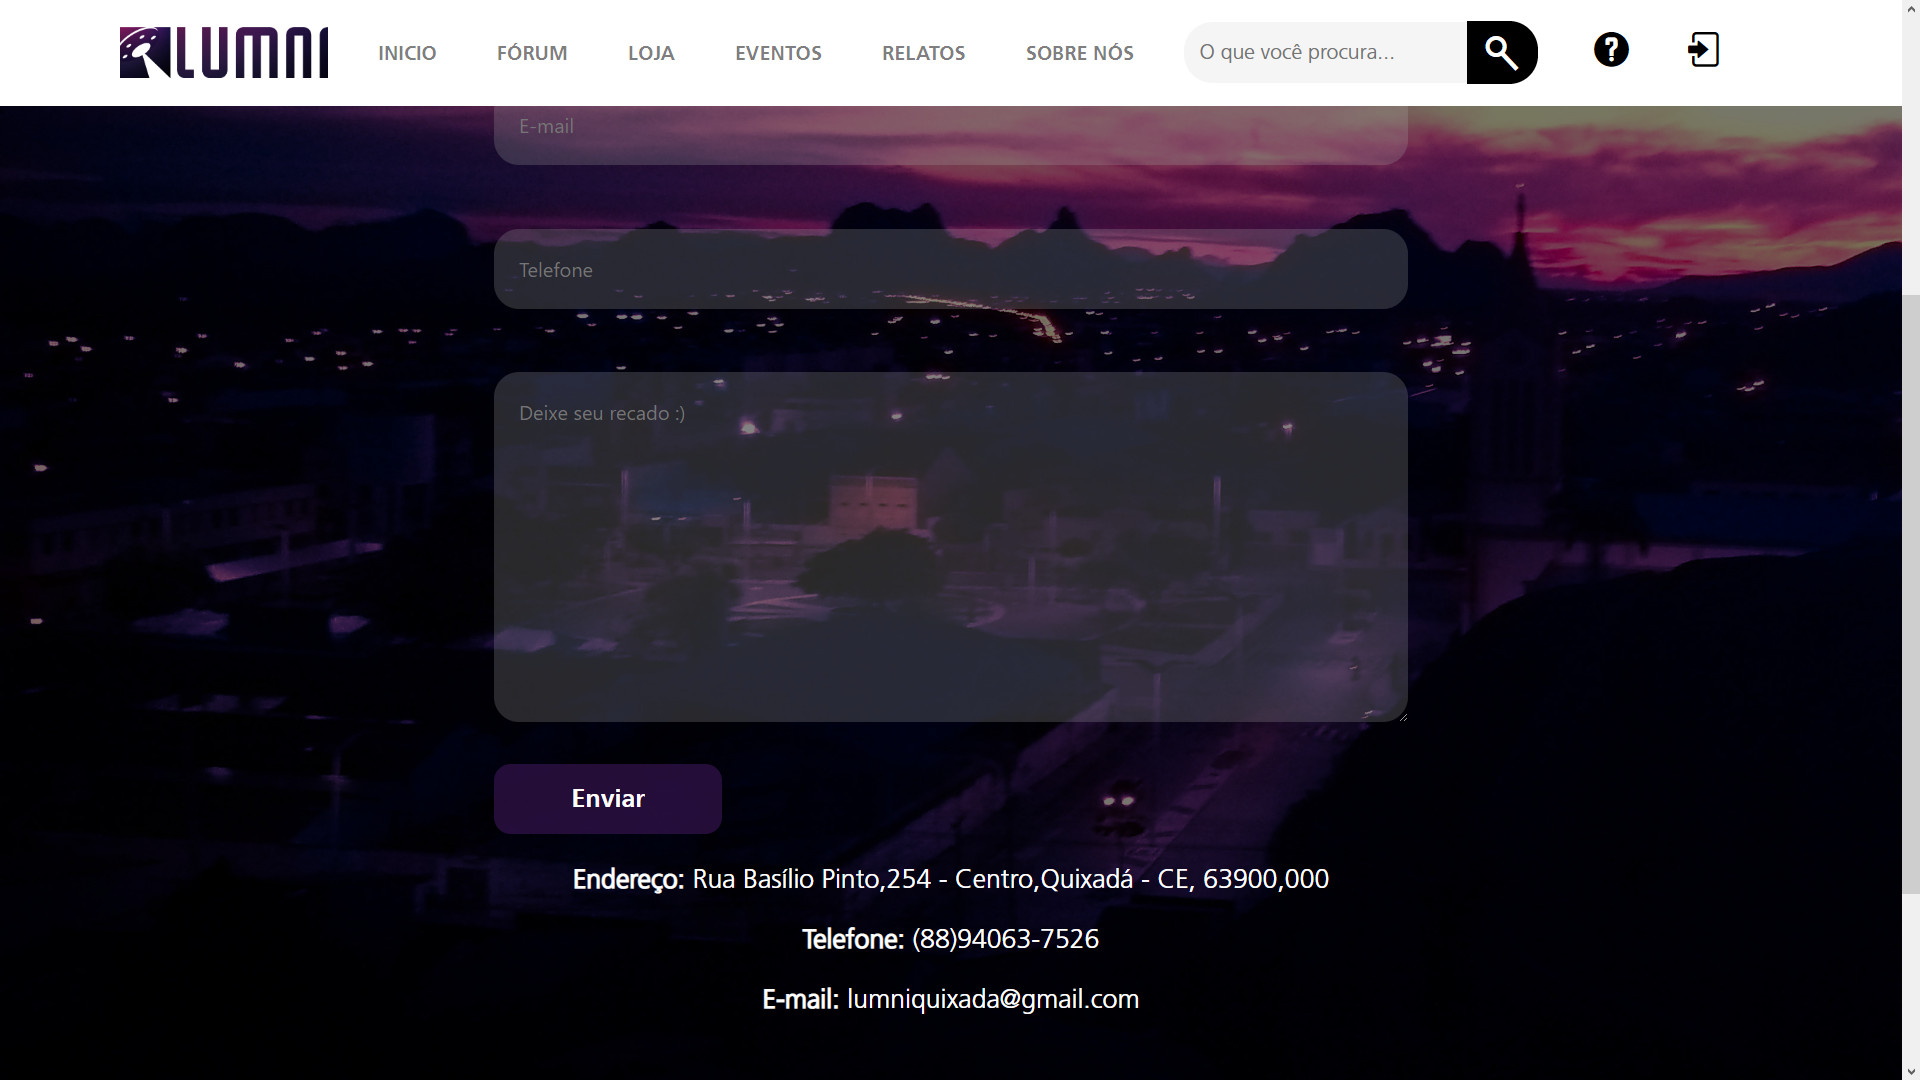 LUMNI
INICIO FÓRUM LOJA EVENTOS RELATOS SOBRE NÓS O que você procura...
E-mail
Telefone
Deixe seu recado :)
Enviar
Endereço: Rua Basílio Pinto,254 - Centro,Quixadá - CE, 63900,000
Telefone: (88)94063-7526
E-mail: lumniquixada@gmail.com